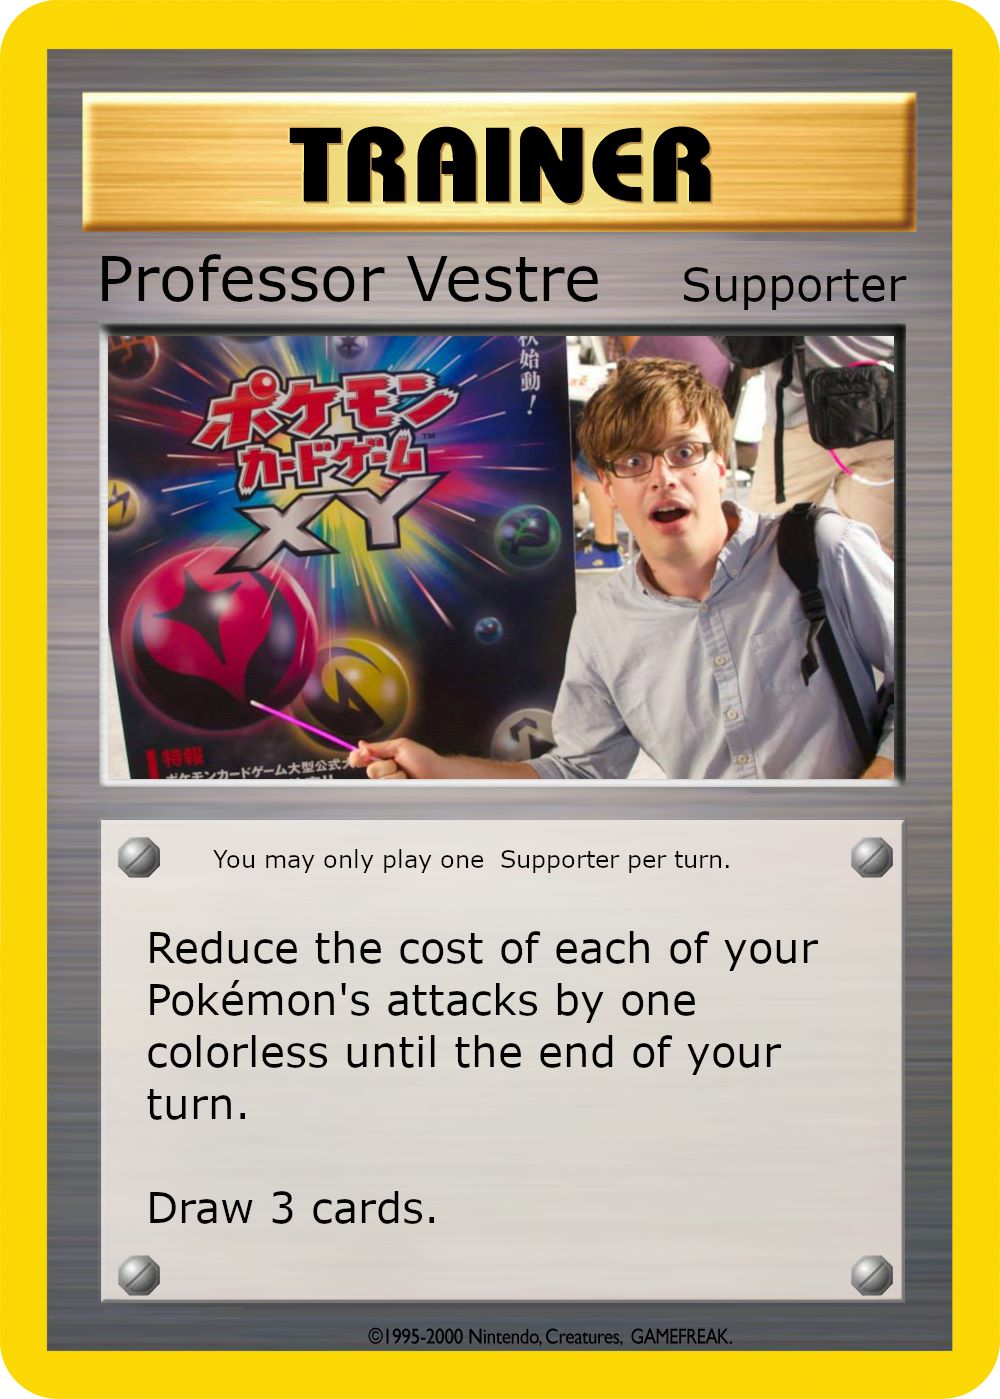 TRAINER
Professor Vestre Supporter
秋始動!
ポケモン
カードゲーム
TM
XY
特報
ポケモンカードゲーム大型公式大
You may only play one Supporter per turn.
Reduce the cost of each of your
Pokémon's attacks by one
colorless until the end of your
turn.
Draw 3 cards.
©1995-2000 Nintendo, Creatures, GAMEFREAK.